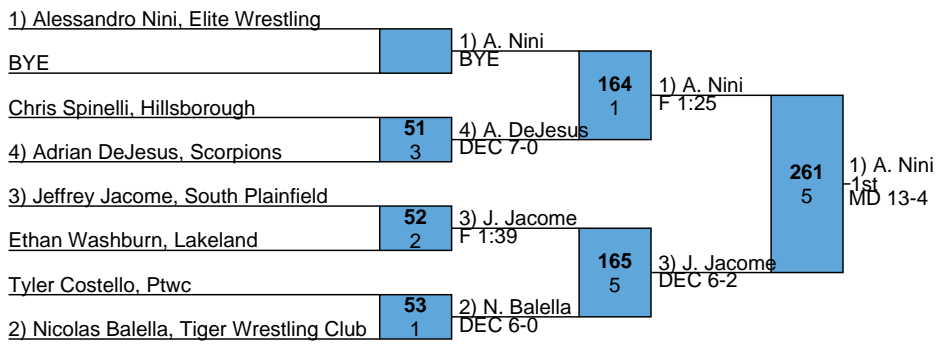 1) Alessandro Nini, Elite Wrestling
BYE
Chris Spinelli, Hillsborough
4) Adrian DeJesus, Scorpions
3) Jeffrey Jacome, South Plainfield
Ethan Washburn, Lakeland
Tyler Costello, Ptwc
2) Nicolas Balella, Tiger Wrestling Club
51
3
52
2
53
1
1) A. Nini
BYE
4) A. DeJesus
DEC 7-0
3) J. Jacome
F 1:39
2) N. Balella
DEC 6-0
164
1
165
5
1) A. Nini
F 1:25
3) J. Jacome
DEC 6-2
261
5
1) A. Nini
1st
MD 13-4